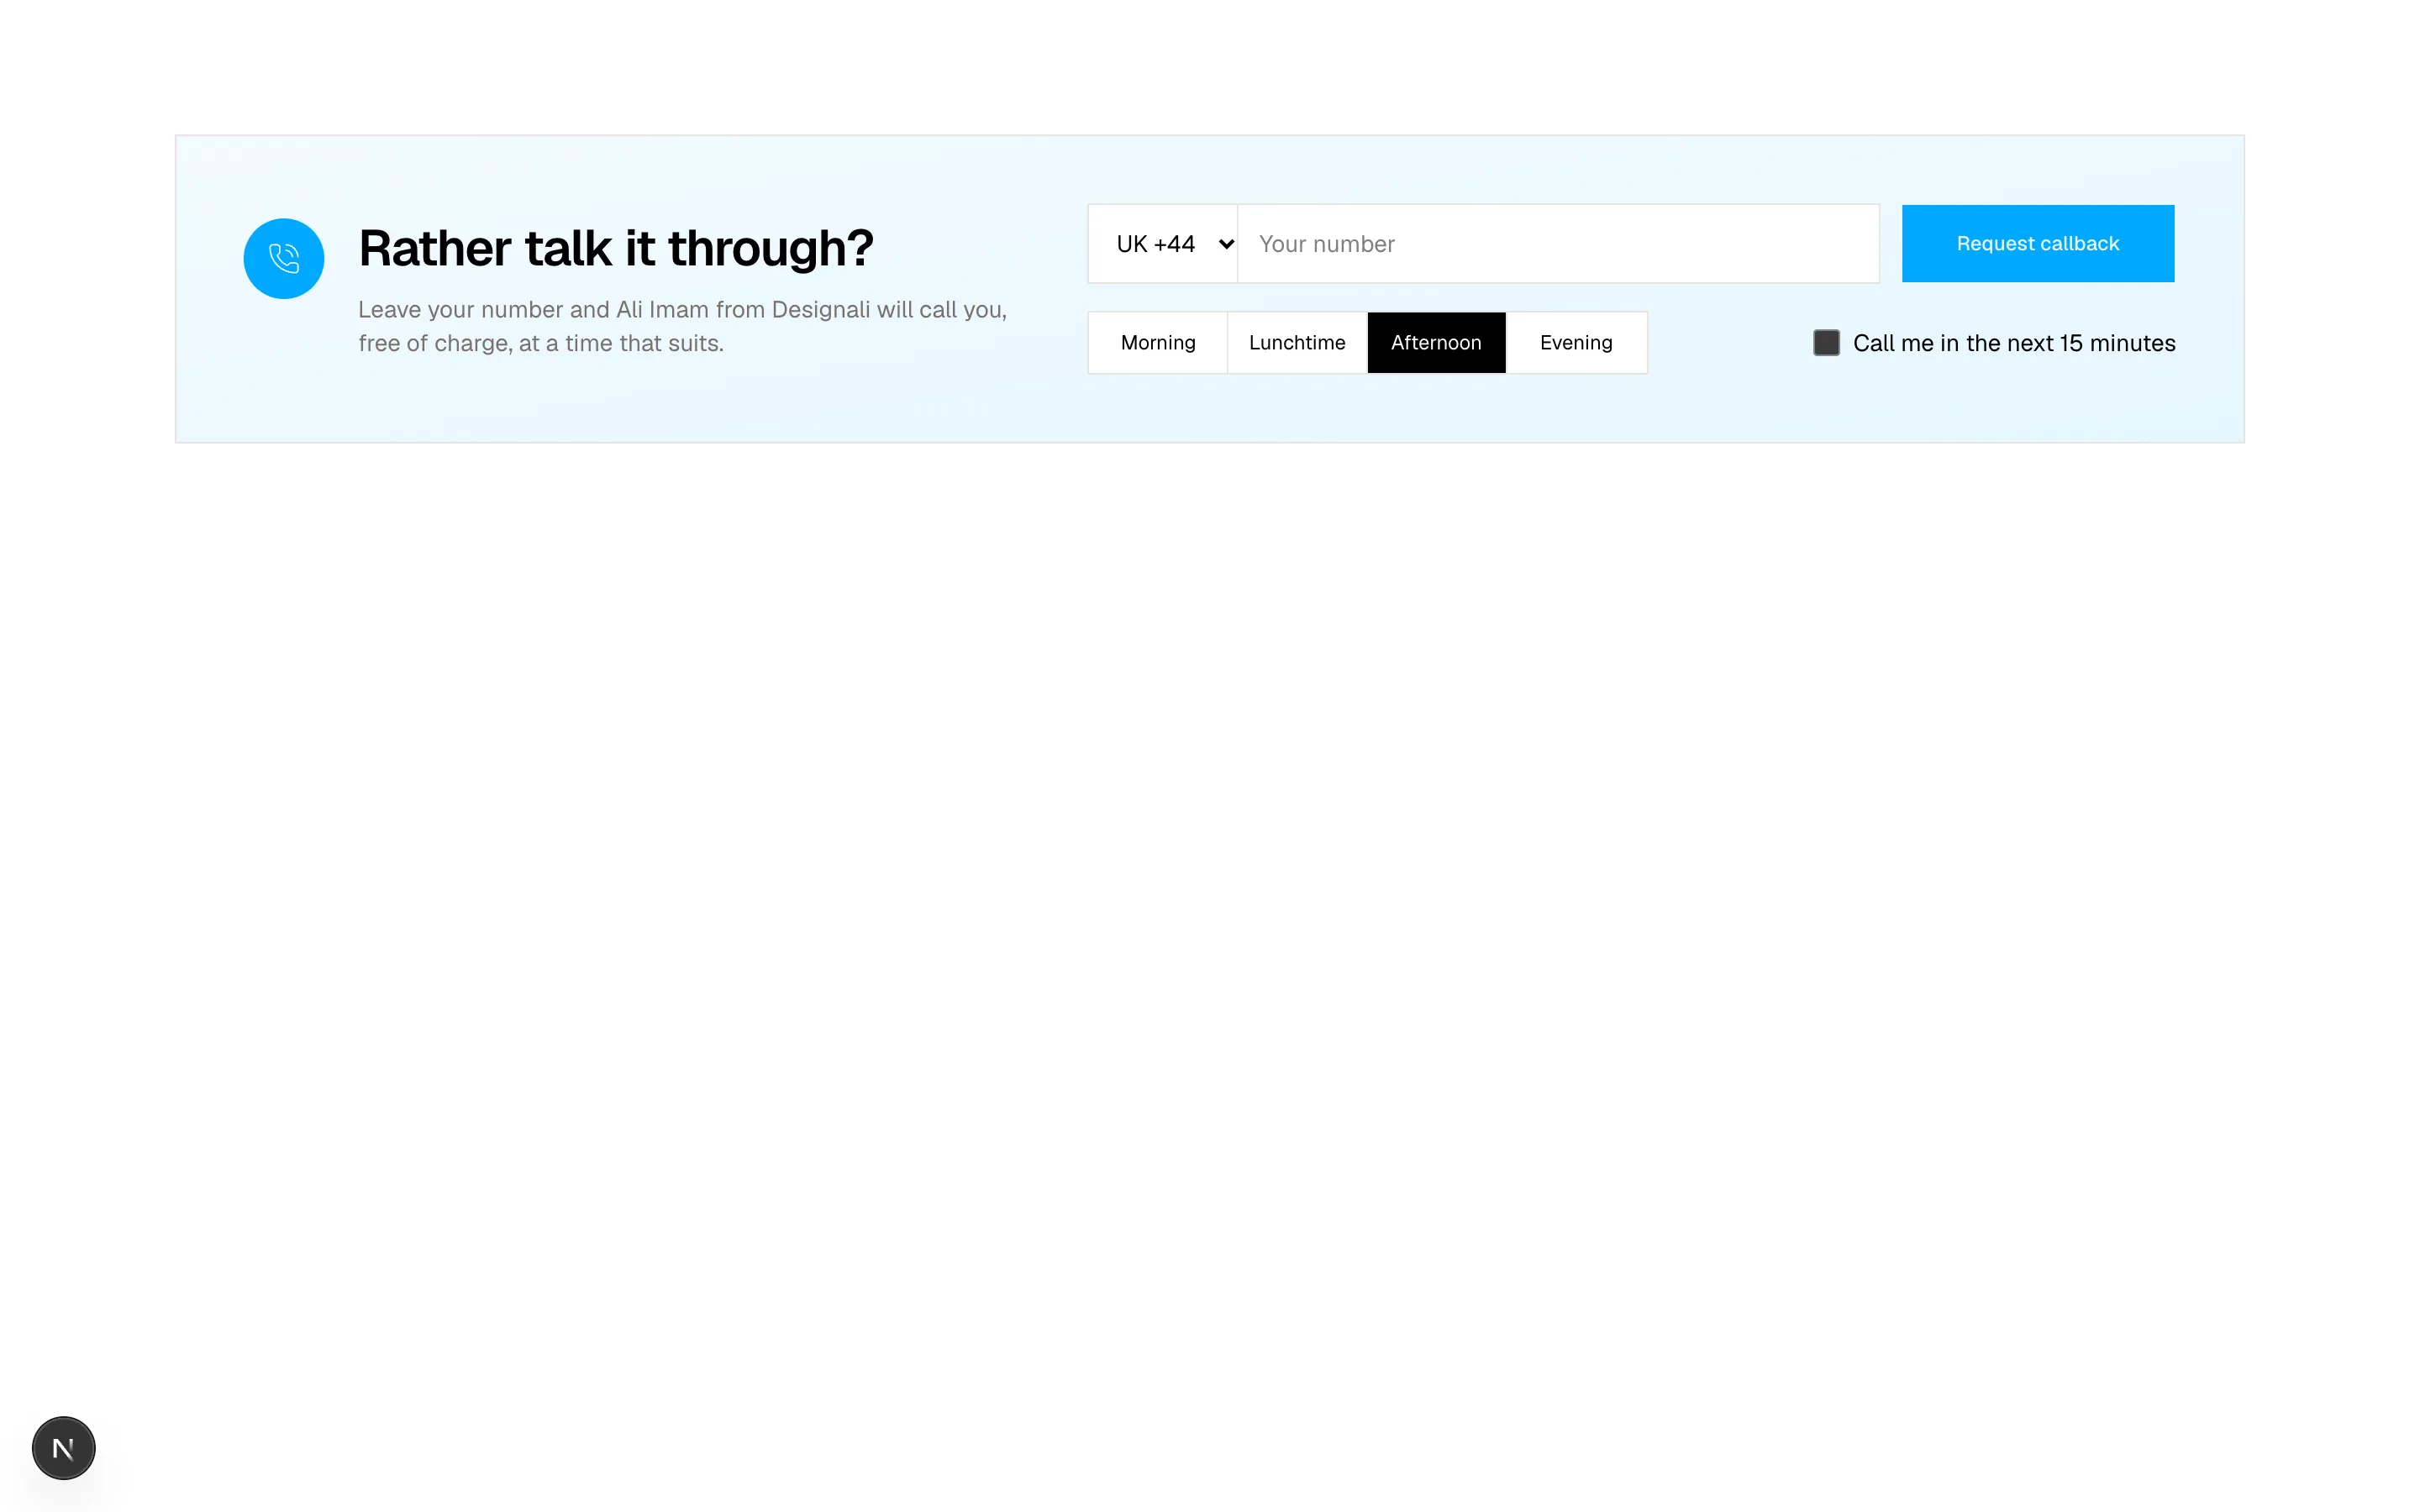 Rather talk it through?
Leave your number and Ali Imam from Designali will call you,
free of charge, at a time that suits.
UK +44
Your number
Request callback
Morning
Lunchtime
Afternoon
Evening
Call me in the next 15 minutes
N